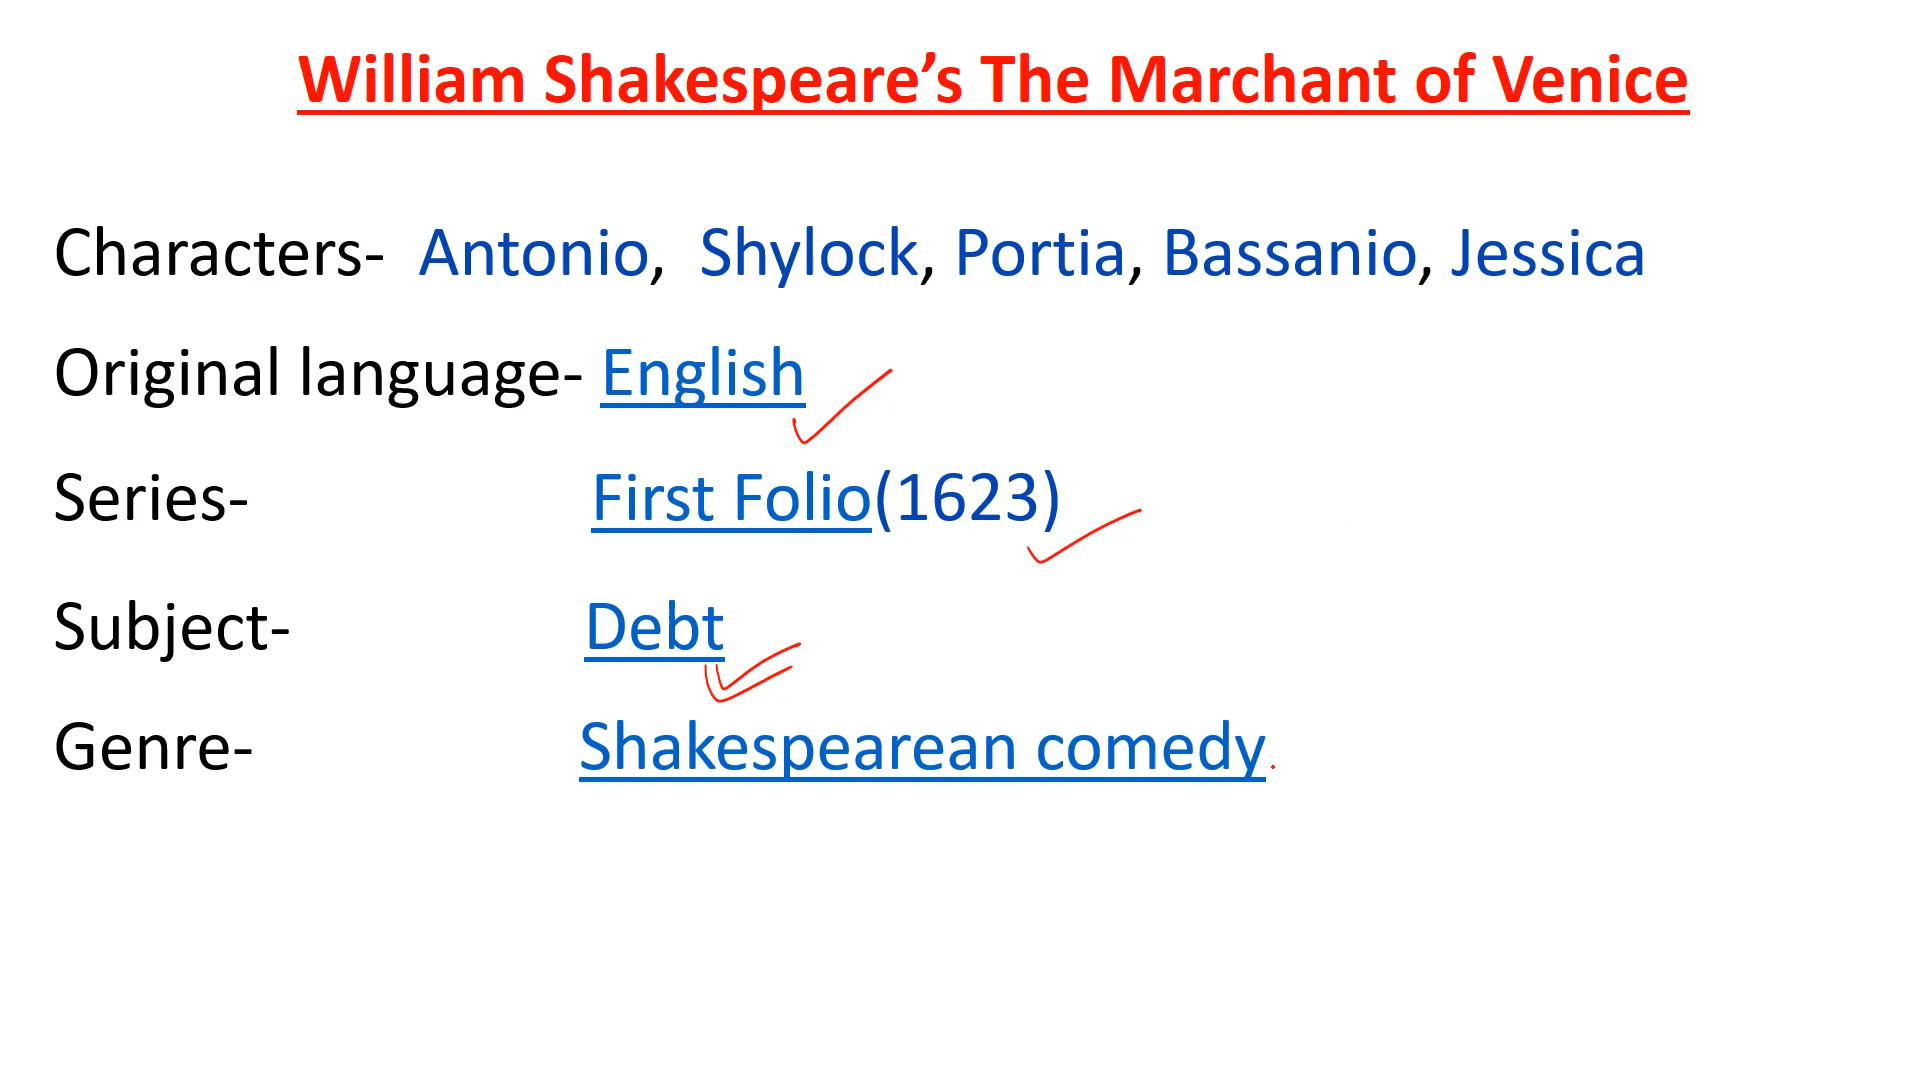 William Shakespeare’s The Marchant of Venice
Characters- Antonio, Shylock, Portia, Bassanio, Jessica
Original language- English
Series- First Folio(1623)
Subject- Debt
Genre- Shakespearean comedy.